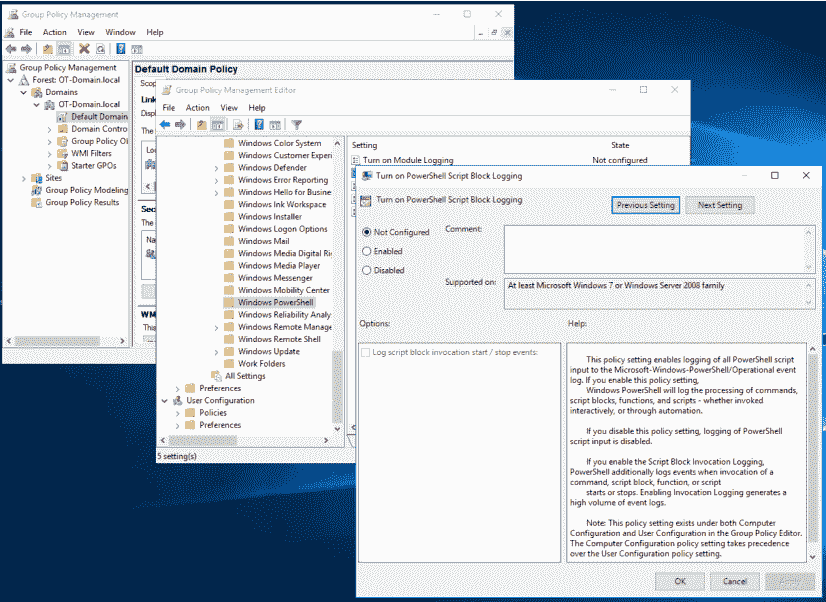 Group Policy Management
File Action View Window Help
Group Policy Management
Forest: OT-Domain.local
Domains
OT-Domain.local
Default Domain
Domain Contro
Group Policy Ol
WMI Filters
Starter GPOs
Sites
Group Policy Modeling
Group Policy Results
Default Domain Policy
Scop
Link
Disp
The
Loc
Sec
The
Na
WM
This
Group Policy Management Editor
File Action View Help
Windows Color System
Windows Customer Experi
Windows Defender
Windows Error Reporting
Windows Hello for Busine
Windows Ink Workspace
Windows Installer
Windows Logon Options
Windows Mail
Windows Media Digital Rig
Windows Media Player
Windows Messenger
Windows Mobility Center
Windows PowerShell
Windows Reliability Analy
Windows Remote Manage
Windows Remote Shell
Windows Update
Work Folders
All Settings
Preferences
User Configuration
Policies
Preferences
5 setting(s)
Setting State
Turn on Module Logging Not configured
Turn on PowerShell Script Block Logging
Turn on PowerShell Script Block Logging
Previous Setting Next Setting
Not Configured
Enabled
Disabled
Comment:
Supported on: At least Microsoft Windows 7 or Windows Server 2008 family
Options:
Log script block invocation start / stop events:
Help:
This policy setting enables logging of all PowerShell script
input to the Microsoft-Windows-PowerShell/Operational event
log. If you enable this policy setting,
Windows PowerShell will log the processing of commands,
script blocks, functions, and scripts - whether invoked
interactively, or through automation.
If you disable this policy setting, logging of PowerShell
script input is disabled.
If you enable the Script Block Invocation Logging,
PowerShell additionally logs events when invocation of a
command, script block, function, or script
starts or stops. Enabling Invocation Logging generates a
high volume of event logs.
Note: This policy setting exists under both Computer
Configuration and User Configuration in the Group Policy Editor.
The Computer Configuration policy setting takes precedence
over the User Configuration policy setting.
OK Cancel Apply